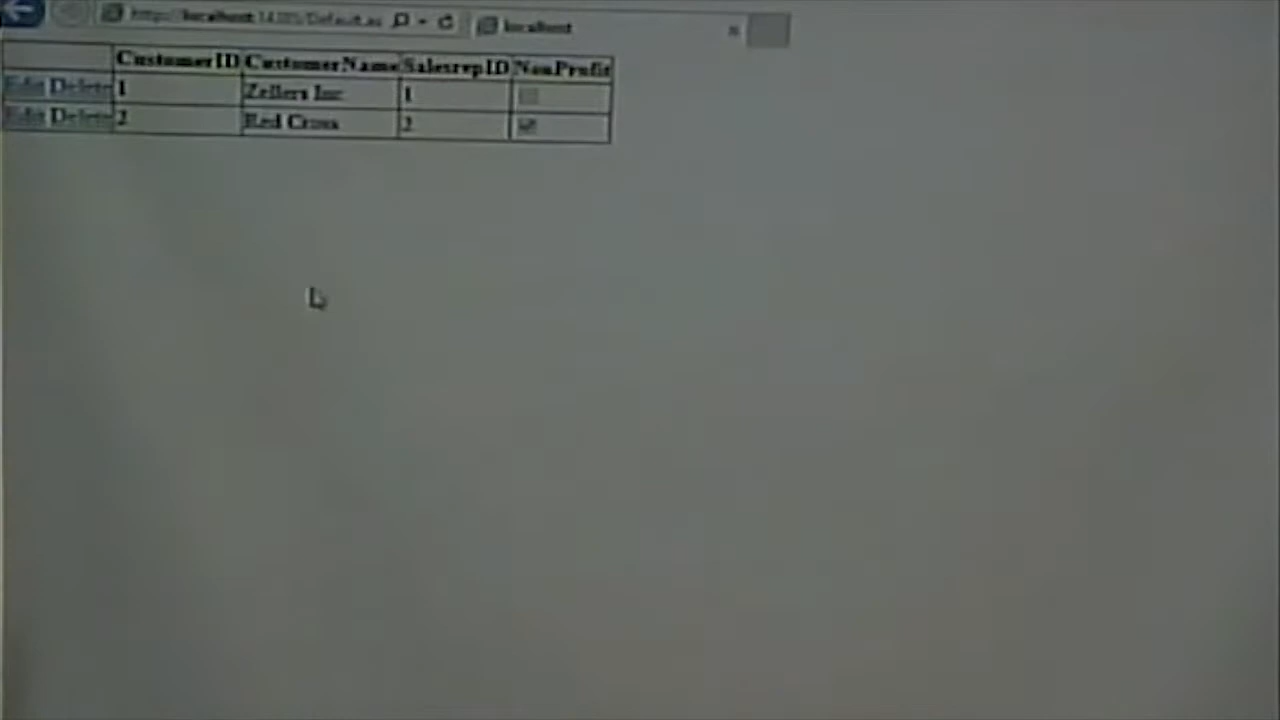 localhost
CustomerID CustomerName SalesrepID NonProfit
Edit Delete 1 Zellers Inc 1
Edit Delete 2 Red Cross 2